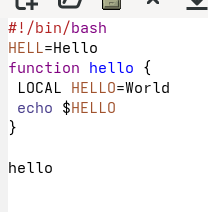 #!/bin/bash
HELL=Hello
function hello {
 LOCAL HELLO=World
 echo $HELLO
}
hello